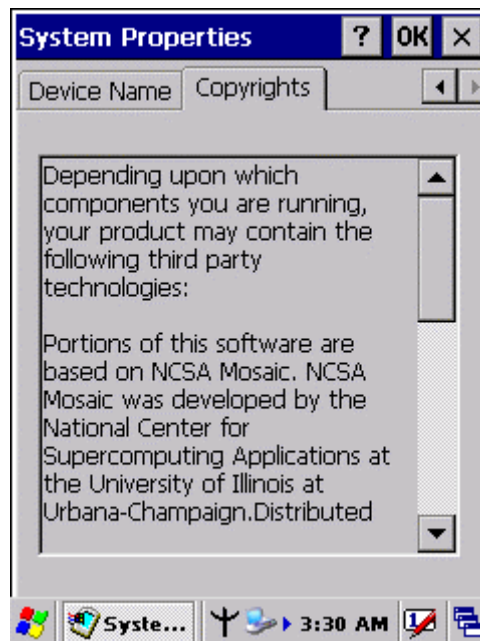 System Properties ? OK ×
Device Name Copyrights
Depending upon which
components you are running,
your product may contain the
following third party
technologies:
Portions of this software are
based on NCSA Mosaic. NCSA
Mosaic was developed by the
National Center for
Supercomputing Applications at
the University of Illinois at
Urbana-Champaign.Distributed
Syste... 3:30 AM